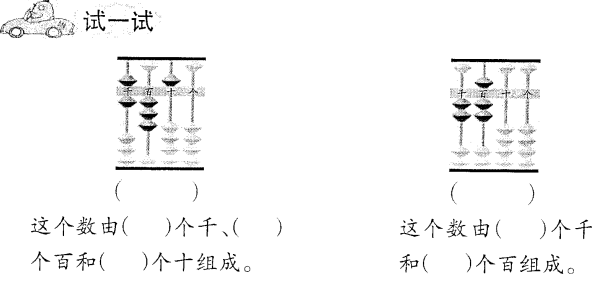 试一试
千 百 十 个
千 百 十 个
(      )
(      )
这个数由(   )个千、(   )
个百和(   )个十组成。
这个数由(   )个千
和(   )个百组成。